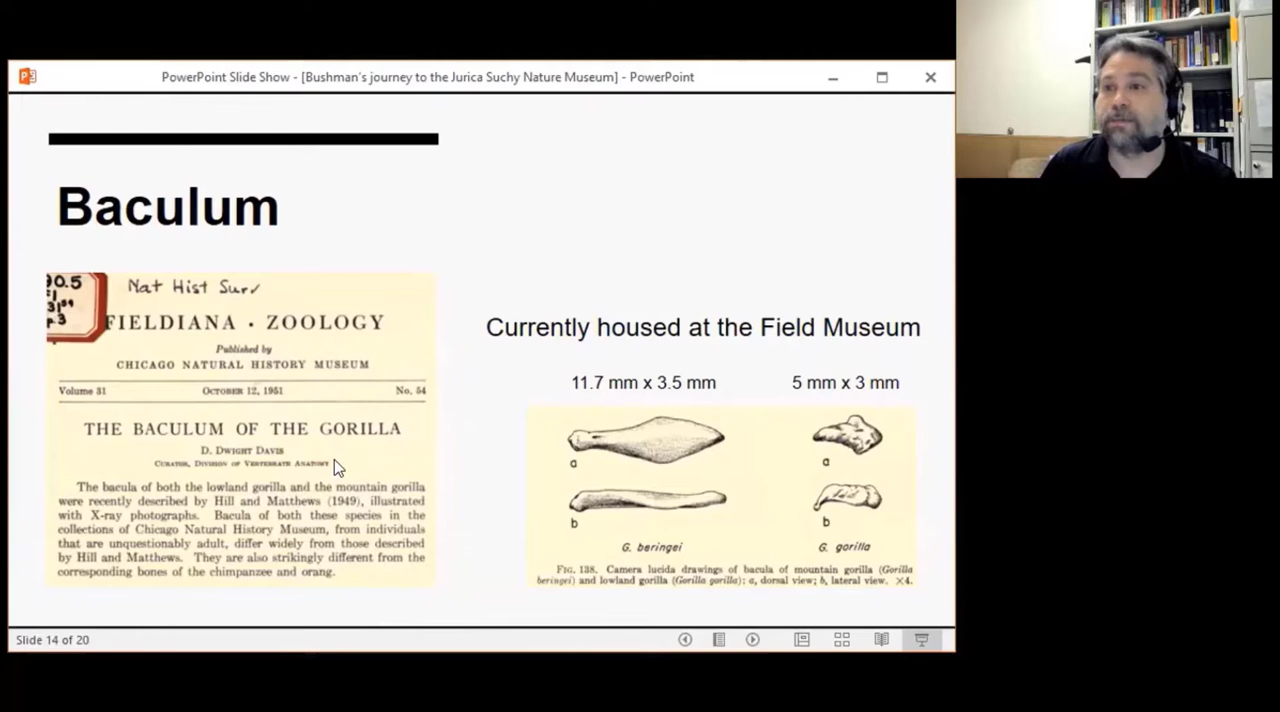 PowerPoint Slide Show - [Bushman's journey to the Jurica Suchy Nature Museum] - PowerPoint
Baculum
90.5
Nat Hist Surv
FIELDIANA · ZOOLOGY
Published by
CHICAGO NATURAL HISTORY MUSEUM
Volume 31 OCTOBER 12, 1951 No. 54
THE BACULUM OF THE GORILLA
D. DWIGHT DAVIS
CURATOR, DIVISION OF VERTEBRATE ANATOMY
The bacula of both the lowland gorilla and the mountain gorilla
were recently described by Hill and Matthews (1949), illustrated
with X-ray photographs. Bacula of both these species in the
collections of Chicago Natural History Museum, from individuals
that are unquestionably adult, differ widely from those described
by Hill and Matthews. They are also strikingly different from the
corresponding bones of the chimpanzee and orang.
Currently housed at the Field Museum
11.7 mm x 3.5 mm 5 mm x 3 mm
a a
b b
G. beringei G. gorilla
FIG. 138. Camera lucida drawings of bacula of mountain gorilla (Gorilla
beringei) and lowland gorilla (Gorilla gorilla); a, dorsal view; b, lateral view. ×4.
Slide 14 of 20